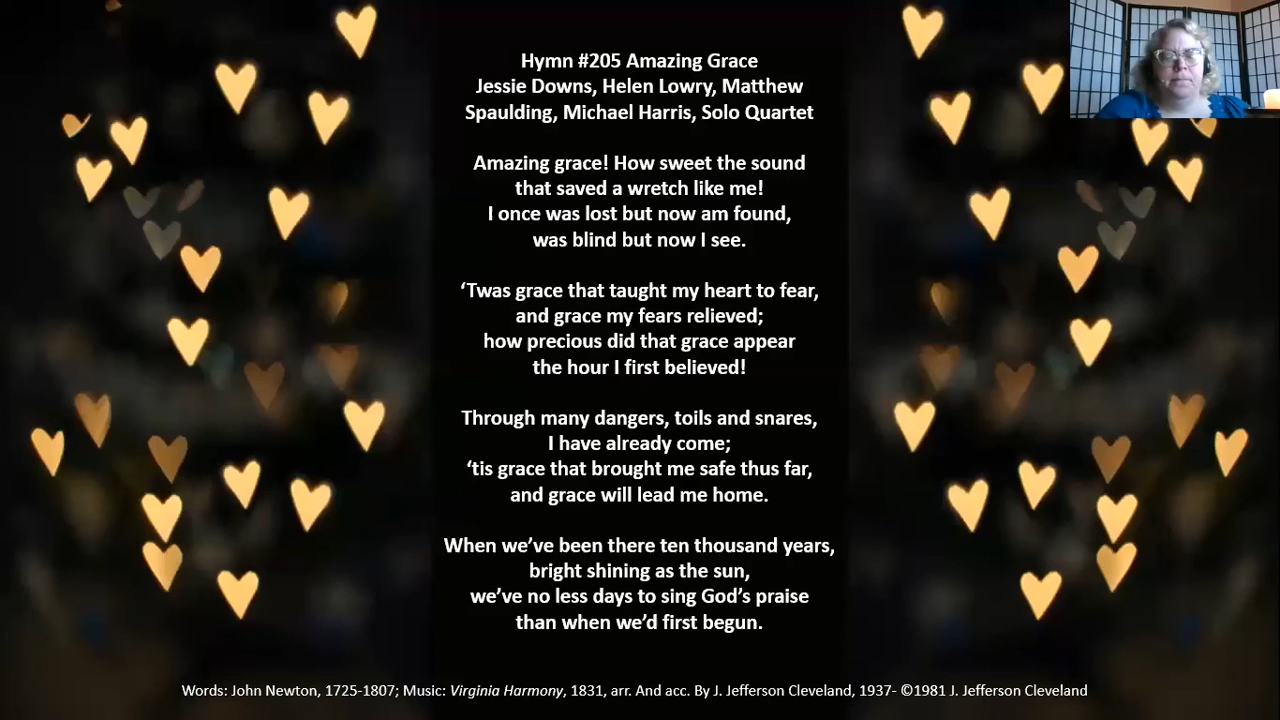 Hymn #205 Amazing Grace
Jessie Downs, Helen Lowry, Matthew
Spaulding, Michael Harris, Solo Quartet
Amazing grace! How sweet the sound
that saved a wretch like me!
I once was lost but now am found,
was blind but now I see.
‘Twas grace that taught my heart to fear,
and grace my fears relieved;
how precious did that grace appear
the hour I first believed!
Through many dangers, toils and snares,
I have already come;
‘tis grace that brought me safe thus far,
and grace will lead me home.
When we’ve been there ten thousand years,
bright shining as the sun,
we’ve no less days to sing God’s praise
than when we’d first begun.
Words: John Newton, 1725-1807; Music: Virginia Harmony, 1831, arr. And acc. By J. Jefferson Cleveland, 1937- ©1981 J. Jefferson Cleveland